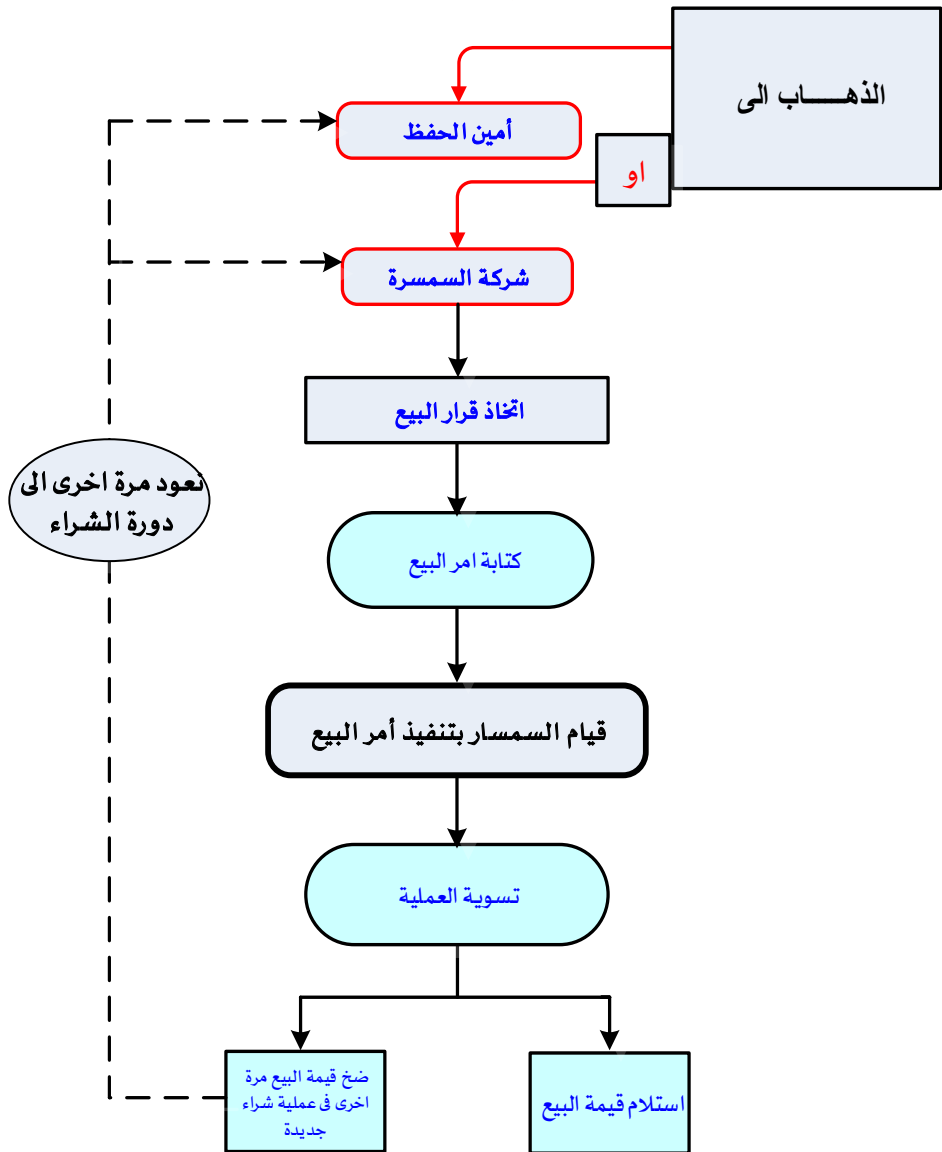 الذهـــــاب الى
أمين الحفظ
او
شركة السمسرة
اتخاذ قرار البيع
نعود مرة اخرى الى
دورة الشراء
كتابة امر البيع
قيام السمسار بتنفيذ أمر البيع
تسوية العملية
استلام قيمة البيع
ضخ قيمة البيع مرة
اخرى فى عملية شراء
جديدة